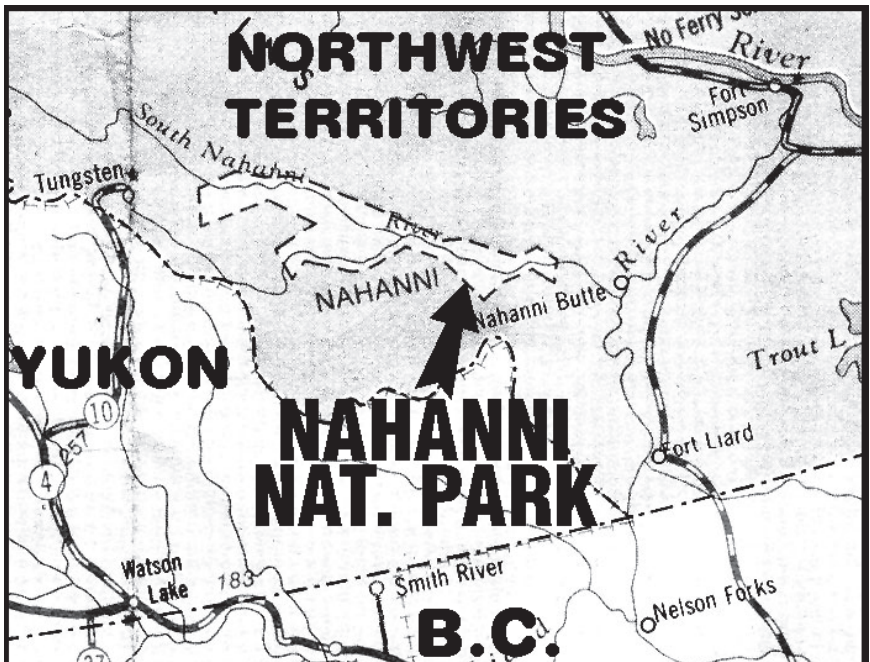 NORTHWEST
TERRITORIES
No Ferry
River
Fort
Simpson
South Nahanni
River
Tungsten
River
NAHANNI
Nahanni Butte
Trout L
YUKON
10
257
4
NAHANNI
NAT. PARK
Fort Liard
Watson
Lake
183
Smith River
Nelson Forks
B.C.